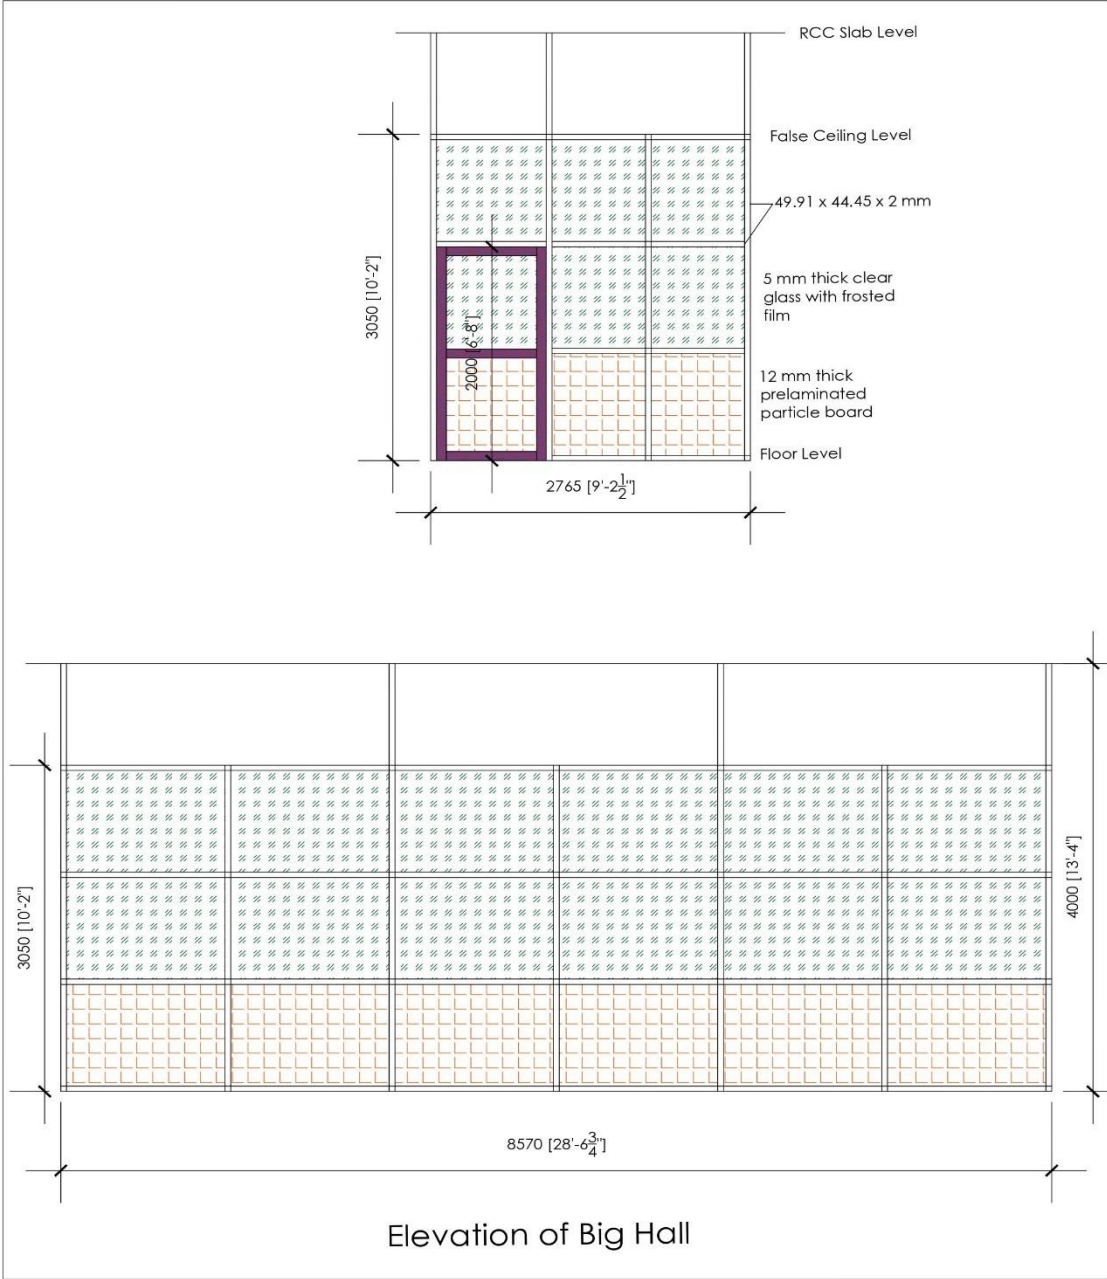 RCC Slab Level
False Ceiling Level
49.91 x 44.45 x 2 mm
3050 [10'-2"]
5 mm thick clear
glass with frosted
film
2000 [6'-8"]
12 mm thick
prelaminated
particle board
Floor Level
2765 [9'-21/2"]
3050 [10'-2"]
4000 [13'-4"]
8570 [28'-63/4"]
Elevation of Big Hall